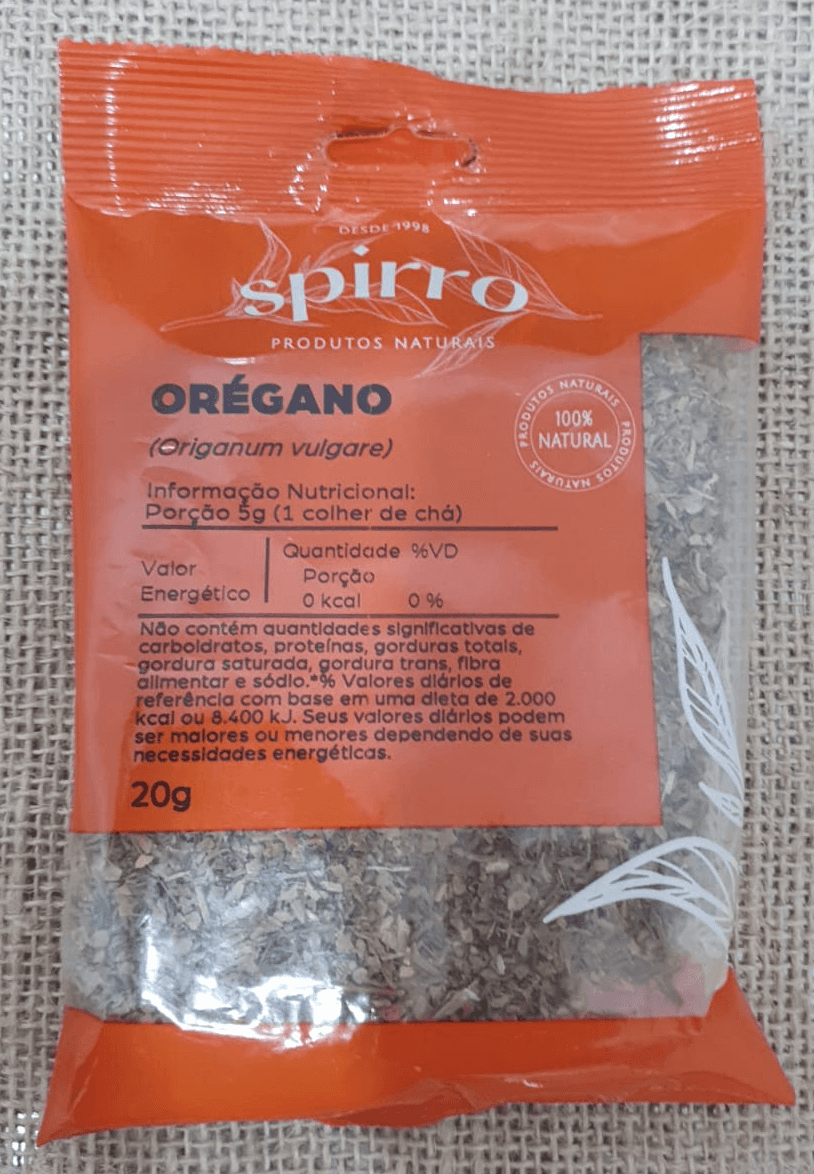 DESDE 1998
spirro
PRODUTOS NATURAIS
ORÉGANO
(Origanum vulgare)
PRODUTOS NATURAIS PRODUTOS NATURAIS
100%
NATURAL
Informação Nutricional:
Porção 5g (1 colher de chá)
Quantidade %VD
Valor
Porção
Energético
0 kcal 0 %
Não contém quantidades significativas de
carboidratos, proteínas, gorduras totais,
gordura saturada, gordura trans, fibra
alimentar e sódio.*% Valores diários de
referência com base em uma dieta de 2.000
kcal ou 8.400 kJ. Seus valores diários podem
ser maiores ou menores dependendo de suas
necessidades energéticas.
20g